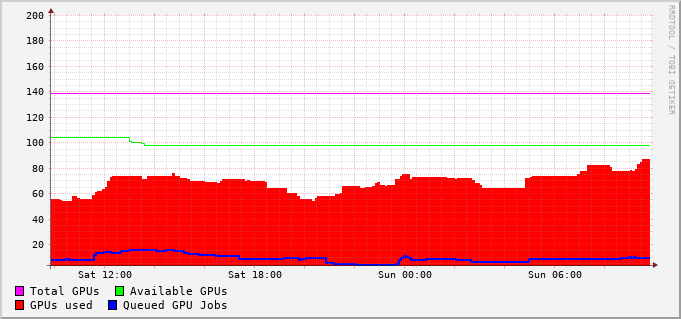 RRDTOOL / TOBI OETIKER
200
180
160
140
120
100
80
60
40
20
Sat 12:00 Sat 18:00 Sun 00:00 Sun 06:00
Total GPUs Available GPUs
GPUs used Queued GPU Jobs